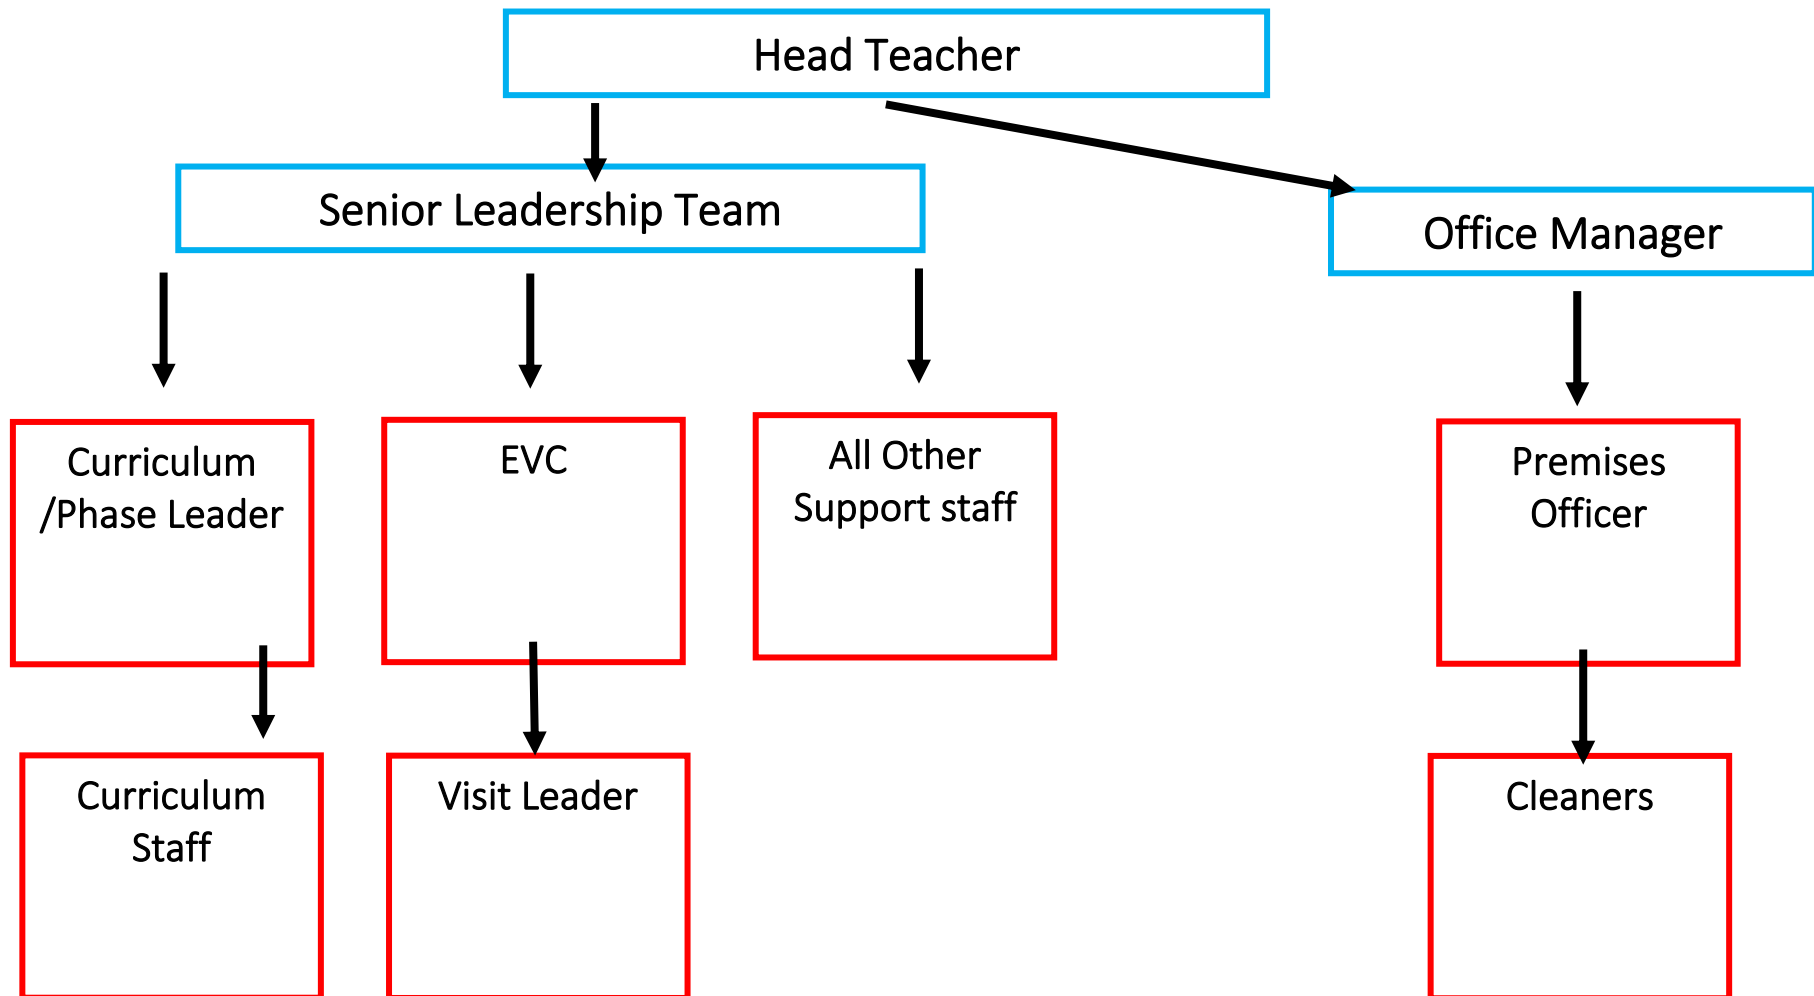 Head Teacher
Senior Leadership Team
Office Manager
Curriculum
/Phase Leader
EVC
All Other
Support staff
Premises
Officer
Curriculum
Staff
Visit Leader
Cleaners